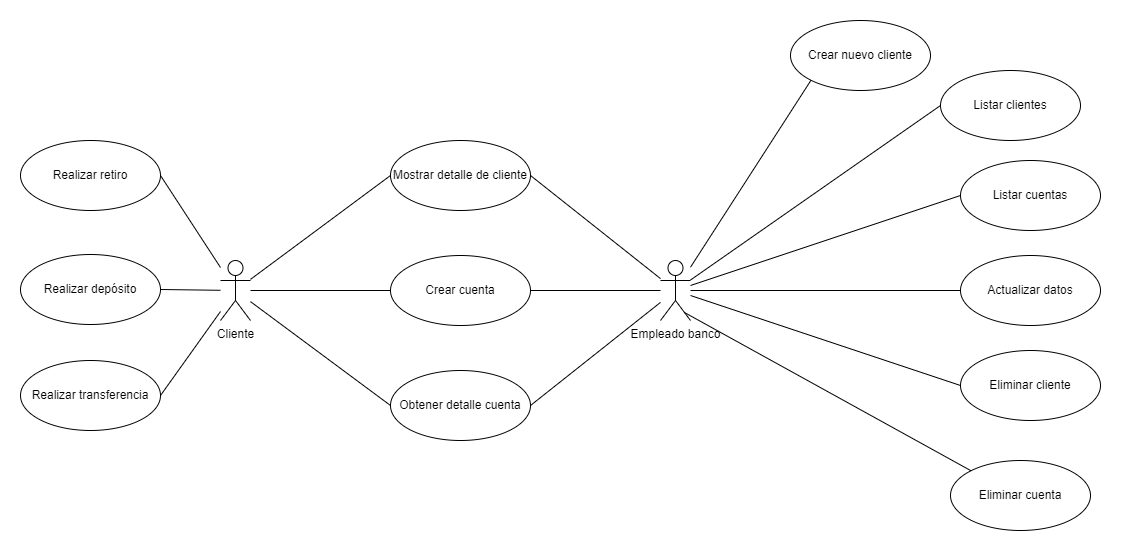 Crear nuevo cliente
Listar clientes
Realizar retiro
Mostrar detalle de cliente
Listar cuentas
Realizar depósito
Crear cuenta
Actualizar datos
Cliente
Empleado banco
Realizar transferencia
Obtener detalle cuenta
Eliminar cliente
Eliminar cuenta